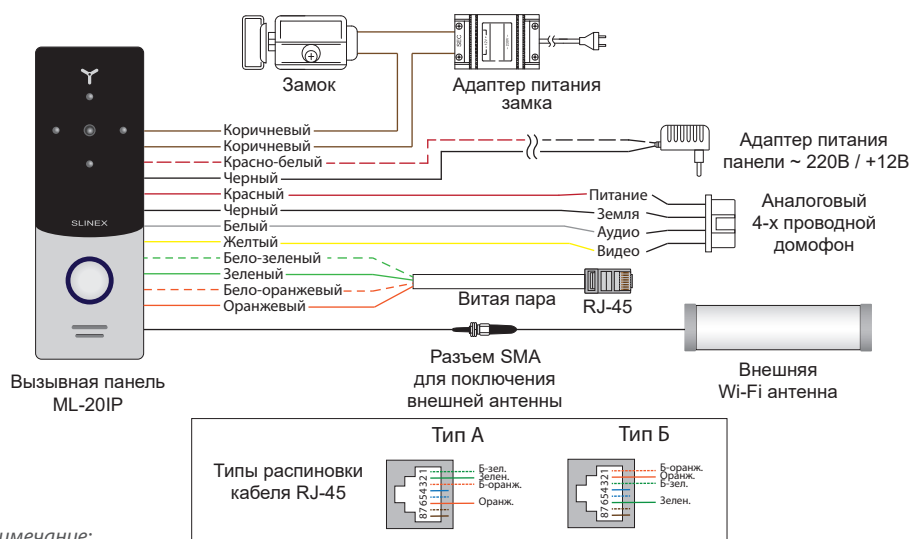 Замок
Адаптер питания
замка
SEC
Коричневый
Коричневый
Красно-белый
Черный
Красный
Черный
Белый
Желтый
Бело-зеленый
Зеленый
Бело-оранжевый
Оранжевый
Адаптер питания
панели ~ 220В / +12В
Питание
Земля
Аудио
Видео
Аналоговый
4-х проводной
домофон
SLINEX
Витая пара
RJ-45
Вызывная панель
ML-20IP
Разъем SMA
для поключения
внешней антенны
Внешняя
Wi-Fi антенна
Типы распиновки
кабеля RJ-45
Тип А
87654321
Б-зел.
Зелен.
Б-оранж.
Оранж.
Тип Б
87654321
Б-оранж.
Оранж.
Б-зел.
Зелен.
имечание: